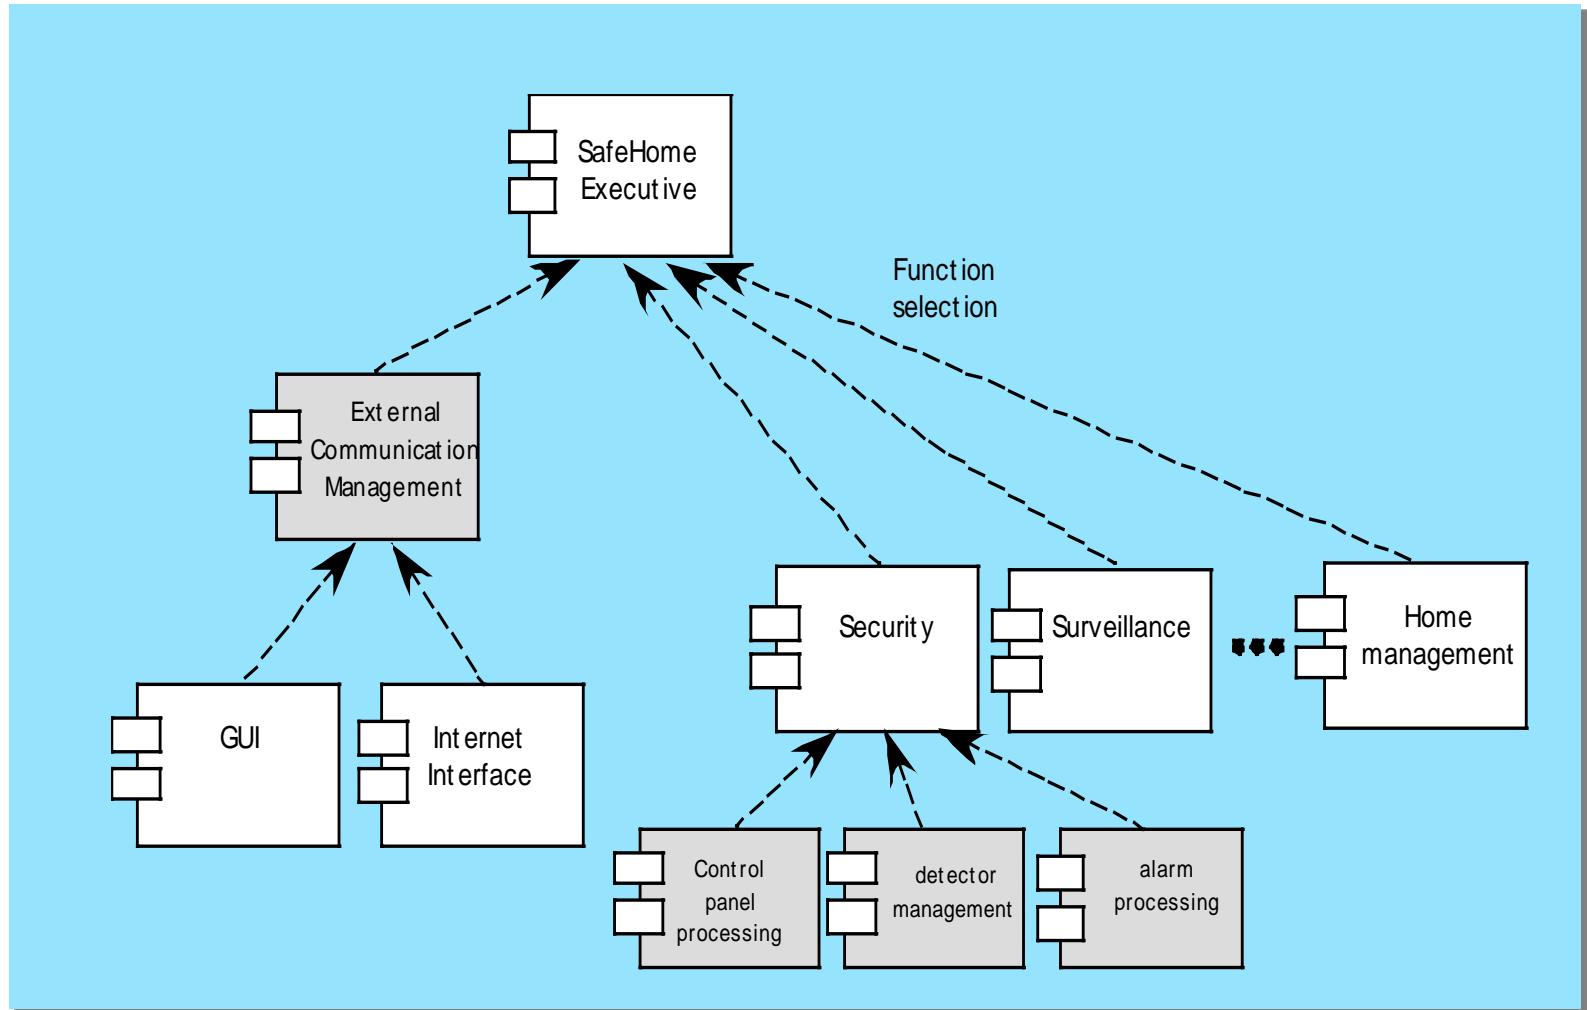 SafeHome
Executive
Function
selection
External
Communication
Management
Security
Surveillance
Home
management
GUI
Internet
Interface
Control
panel
processing
detector
management
alarm
processing